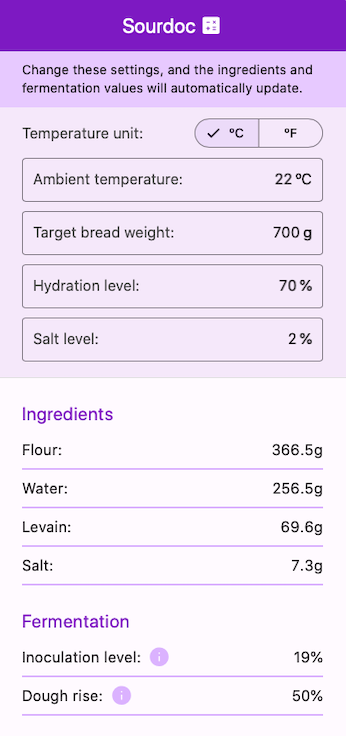 Sourdoc
Change these settings, and the ingredients and
fermentation values will automatically update.
Temperature unit: ºC ºF
Ambient temperature: 22 ºC
Target bread weight: 700 g
Hydration level: 70 %
Salt level: 2 %
Ingredients
Flour: 366.5g
Water: 256.5g
Levain: 69.6g
Salt: 7.3g
Fermentation
Inoculation level: i 19%
Dough rise: i 50%